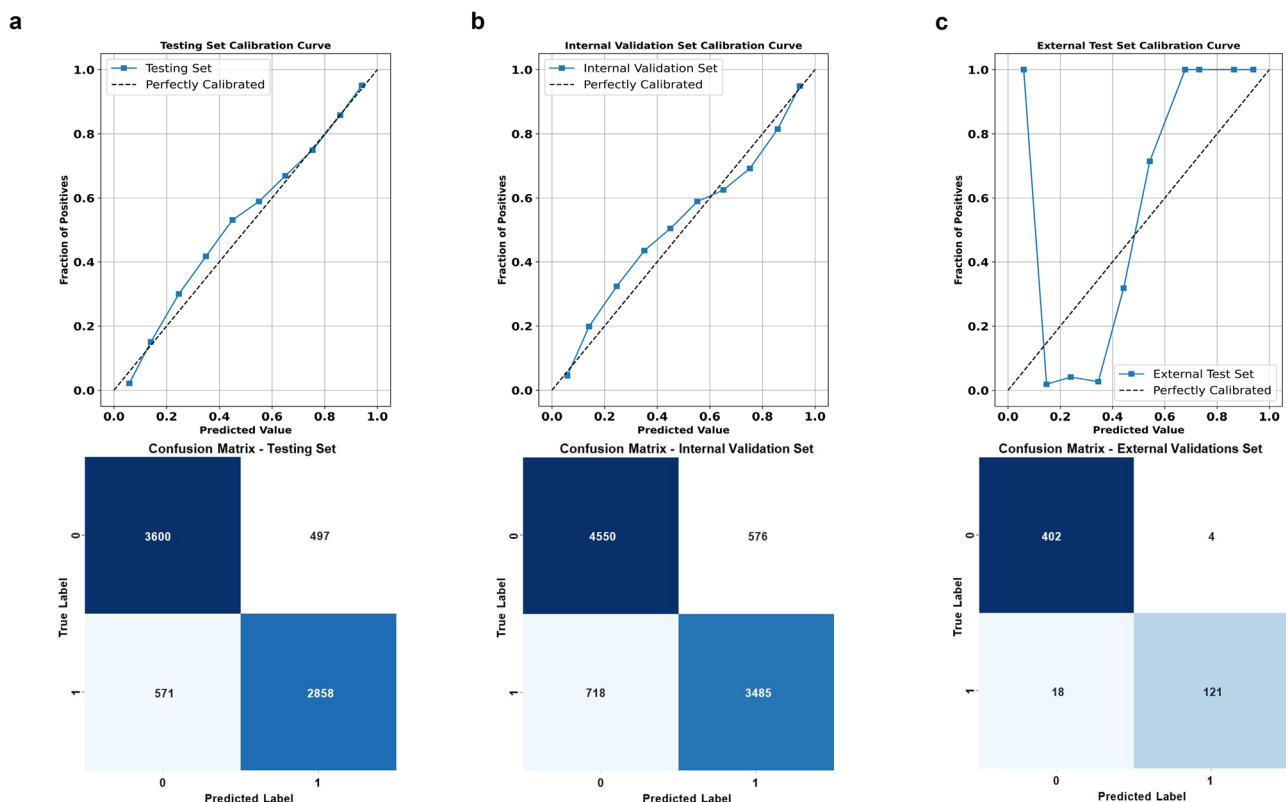 a
Testing Set Calibration Curve
Testing Set
Perfectly Calibrated
Fraction of Positives
1.0
0.8
0.6
0.4
0.2
0.0
0.0 0.2 0.4 0.6 0.8 1.0
Predicted Value
Confusion Matrix - Testing Set
True Label
0
3600 497
1
571 2858
0 1
Predicted Label
b
Internal Validation Set Calibration Curve
Internal Validation Set
Perfectly Calibrated
Fraction of Positives
1.0
0.8
0.6
0.4
0.2
0.0
0.0 0.2 0.4 0.6 0.8 1.0
Predicted Value
Confusion Matrix - Internal Validation Set
True Label
0
4550 576
1
718 3485
0 1
Predicted Label
c
External Test Set Calibration Curve
Fraction of Positives
1.0
0.8
0.6
0.4
0.2
0.0
External Test Set
Perfectly Calibrated
0.0 0.2 0.4 0.6 0.8 1.0
Predicted Value
Confusion Matrix - External Validations Set
True Label
0
402 4
1
18 121
0 1
Predicted Label